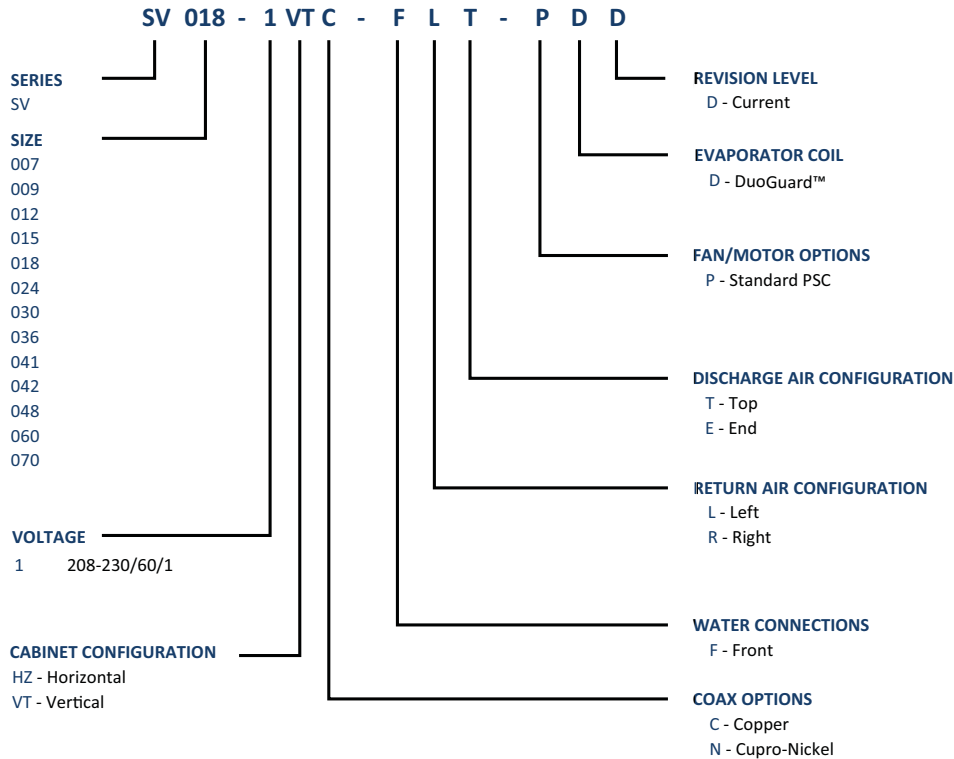 SV 018 - 1 VT C - F L T - P D D
SERIES
SV
SIZE
007
009
012
015
018
024
030
036
041
042
048
060
070
VOLTAGE
1 208-230/60/1
CABINET CONFIGURATION
HZ - Horizontal
VT - Vertical
REVISION LEVEL
D - Current
EVAPORATOR COIL
D - DuoGuard™
FAN/MOTOR OPTIONS
P - Standard PSC
DISCHARGE AIR CONFIGURATION
T - Top
E - End
RETURN AIR CONFIGURATION
L - Left
R - Right
WATER CONNECTIONS
F - Front
COAX OPTIONS
C - Copper
N - Cupro-Nickel